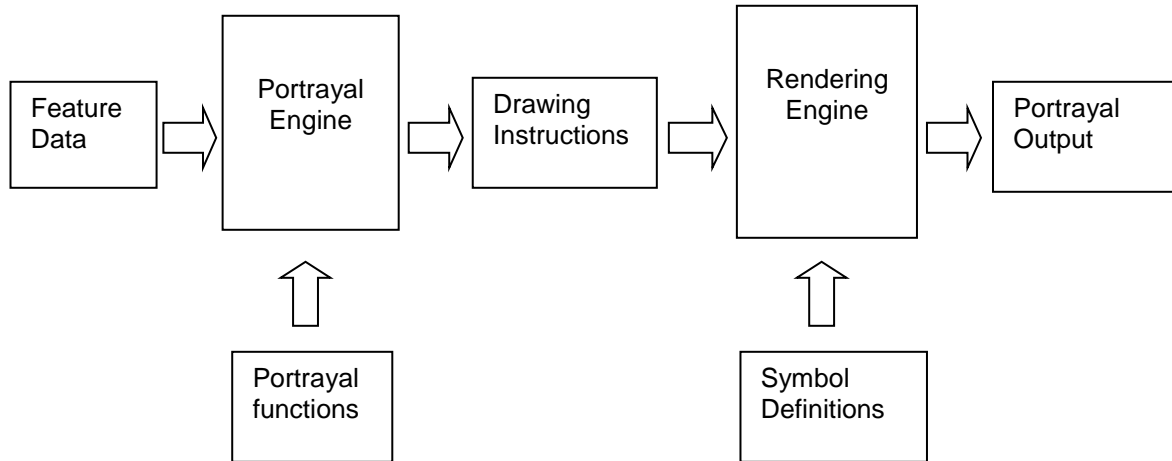 Feature
Data
Portrayal
Engine
Drawing
Instructions
Rendering
Engine
Portrayal
Output
Portrayal
functions
Symbol
Definitions